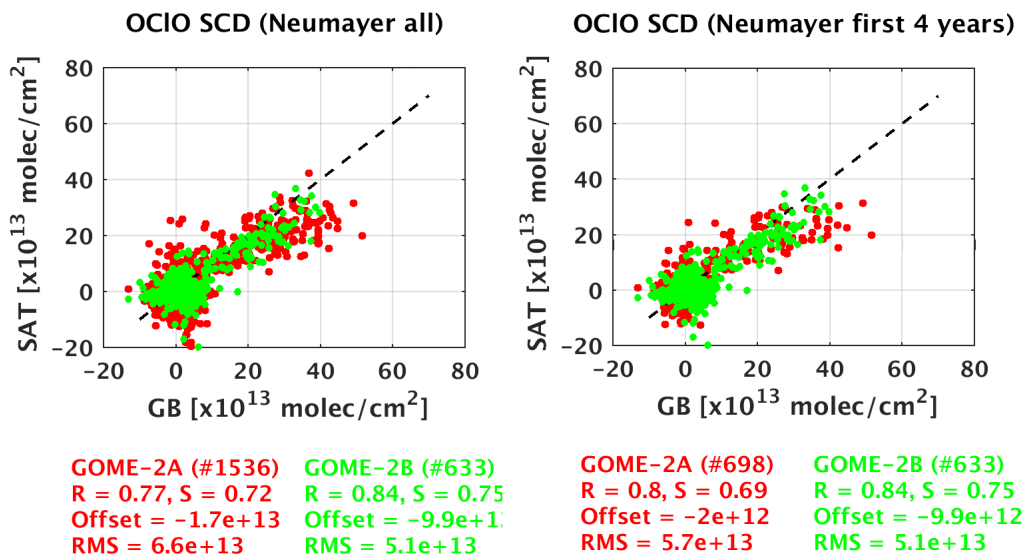 OClO SCD (Neumayer all)
80
60
40
20
0
-20
-20 0 20 40 60 80
SAT [x10^13 molec/cm^2]
GB [x10^13 molec/cm^2]
GOME-2A (#1536)
R = 0.77, S = 0.72
Offset = -1.7e+13
RMS = 6.6e+13
GOME-2B (#633)
R = 0.84, S = 0.75
Offset = -9.9e+1
RMS = 5.1e+13
OClO SCD (Neumayer first 4 years)
80
60
40
20
0
-20
-20 0 20 40 60 80
SAT [x10^13 molec/cm^2]
GB [x10^13 molec/cm^2]
GOME-2A (#698)
R = 0.8, S = 0.69
Offset = -2e+12
RMS = 5.7e+13
GOME-2B (#633)
R = 0.84, S = 0.75
Offset = -9.9e+12
RMS = 5.1e+13